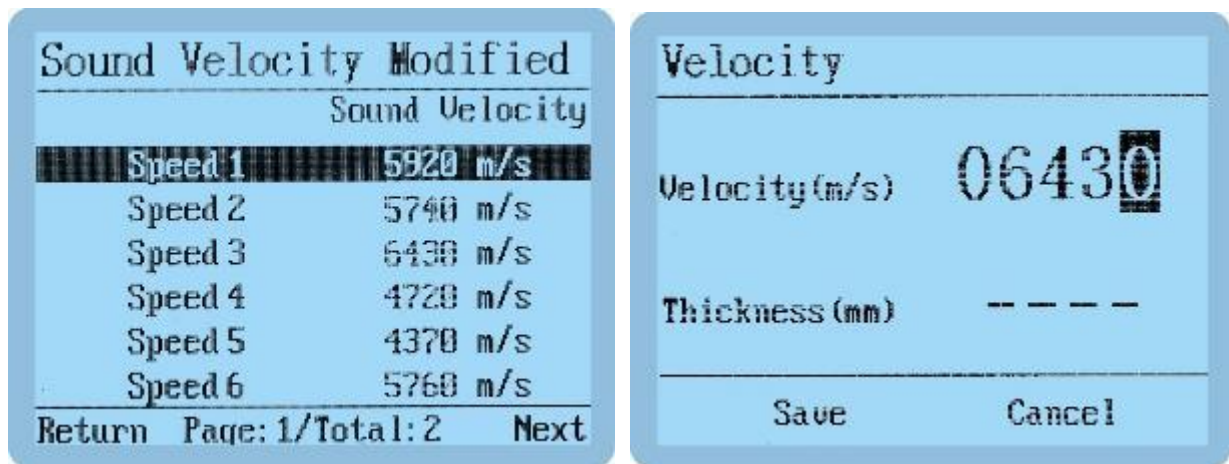 Sound Velocity Modified
Sound Velocity
Speed 1 5920 m/s
Speed 2 5740 m/s
Speed 3 6430 m/s
Speed 4 4720 m/s
Speed 5 4370 m/s
Speed 6 5760 m/s
Return Page:1/Total:2 Next
Velocity
Velocity(m/s) 06430
Thickness(mm) ----
Save Cancel